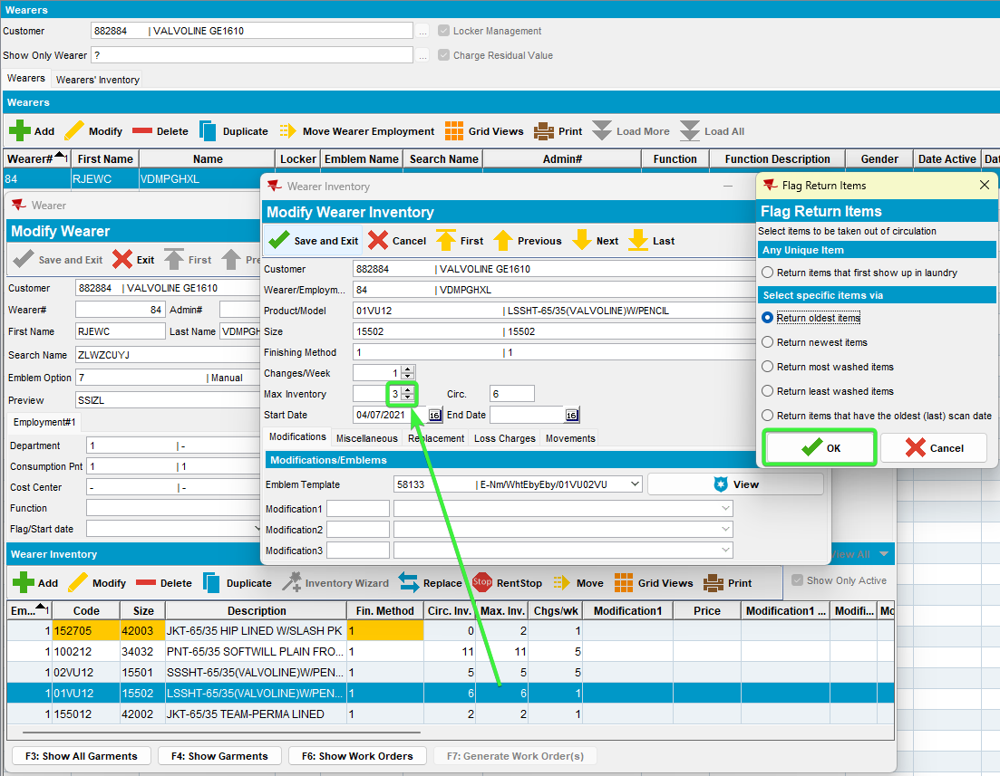 Wearers
Customer 882884 | VALVOLINE GE1610 ... Locker Management
Show Only Wearer ? ... Charge Residual Value
Wearers Wearers' Inventory
Wearers
Add Modify Delete Duplicate Move Wearer Employment Grid Views Print Load More Load All
Wearer# 1 First Name Name Locker Emblem Name Search Name Admin# Function Function Description Gender Date Active Dat
84 RJEWC VDMPGHXL
Wearer
Modify Wearer
Save and Exit Exit First Pre
Customer 882884 | VALVOLINE GE1610
Wearer# 84 Admin#
First Name RJEWC Last Name VDMPGH
Search Name ZLWZCUYJ
Emblem Option 7 | Manual
Preview SSIZL
Employment#1
Department 1 | -
Consumption Pnt 1 | 1
Cost Center - | -
Function
Flag/Start date
Wearer Inventory
Modify Wearer Inventory
Save and Exit Cancel First Previous Next Last
Customer 882884 | VALVOLINE GE1610
Wearer/Employm... 84 | VDMPGHXL
Product/Model 01VU12 | LSSHT-65/35(VALVOLINE)W/PENCIL
Size 15502 | 15502
Finishing Method 1 | 1
Changes/Week 1
Max Inventory 3 Circ. 6
Start Date 04/07/2021 16 End Date 16
Modifications Miscellaneous Replacement Loss Charges Movements
Modifications/Emblems
Emblem Template 58133 | E-Nm/WhtEbyEby/01VU02VU View
Modification1
Modification2
Modification3
Flag Return Items
Flag Return Items
Select items to be taken out of circulation
Any Unique Item
Return items that first show up in laundry
Select specific items via
Return oldest items
Return newest items
Return most washed items
Return least washed items
Return items that have the oldest (last) scan date
OK Cancel
Wearer Inventory View All
Add Modify Delete Duplicate Inventory Wizard Replace Stop RentStop Move Grid Views Print Show Only Active
Em... 1 Code Size Description Fin. Method Circ. Inv. Max. Inv. Chgs/wk Modification1 Price Modification1 ... Modifi... Mo
1 152705 42003 JKT-65/35 HIP LINED W/SLASH PK 1 0 2 1
1 100212 34032 PNT-65/35 SOFTWILL PLAIN FRO... 1 11 11 5
1 02VU12 15501 SSSHT-65/35(VALVOLINE)W/PEN... 1 5 5 5
1 01VU12 15502 LSSHT-65/35(VALVOLINE)W/PEN... 1 6 6 1
1 155012 42002 JKT-65/35 TEAM-PERMA LINED 1 2 2 1
F3: Show All Garments F4: Show Garments F6: Show Work Orders F7: Generate Work Order(s)